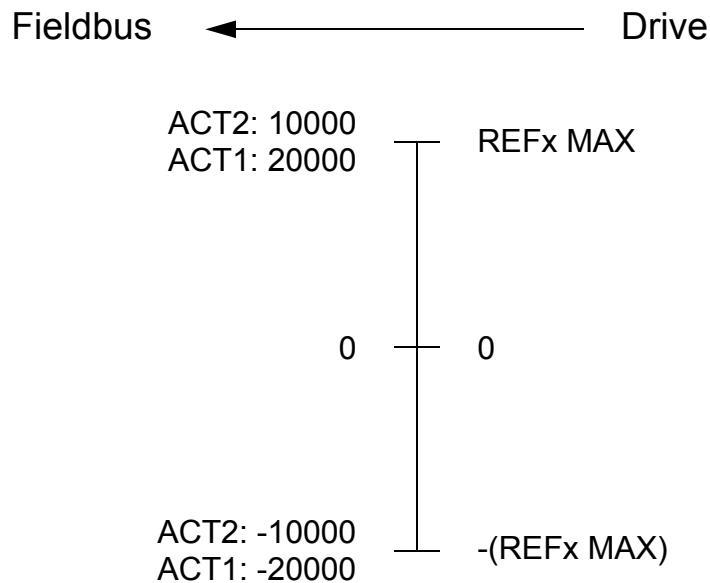 Fieldbus
Drive
ACT2: 10000
ACT1: 20000
REFx MAX
0
0
ACT2: -10000
ACT1: -20000
-(REFx MAX)